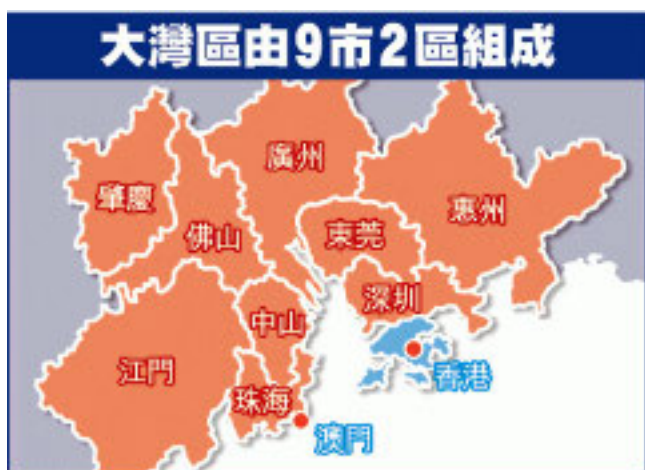 大灣區由9市2區組成
廣州
肇慶
惠州
佛山
東莞
深圳
中山
江門
香港
珠海
澳門